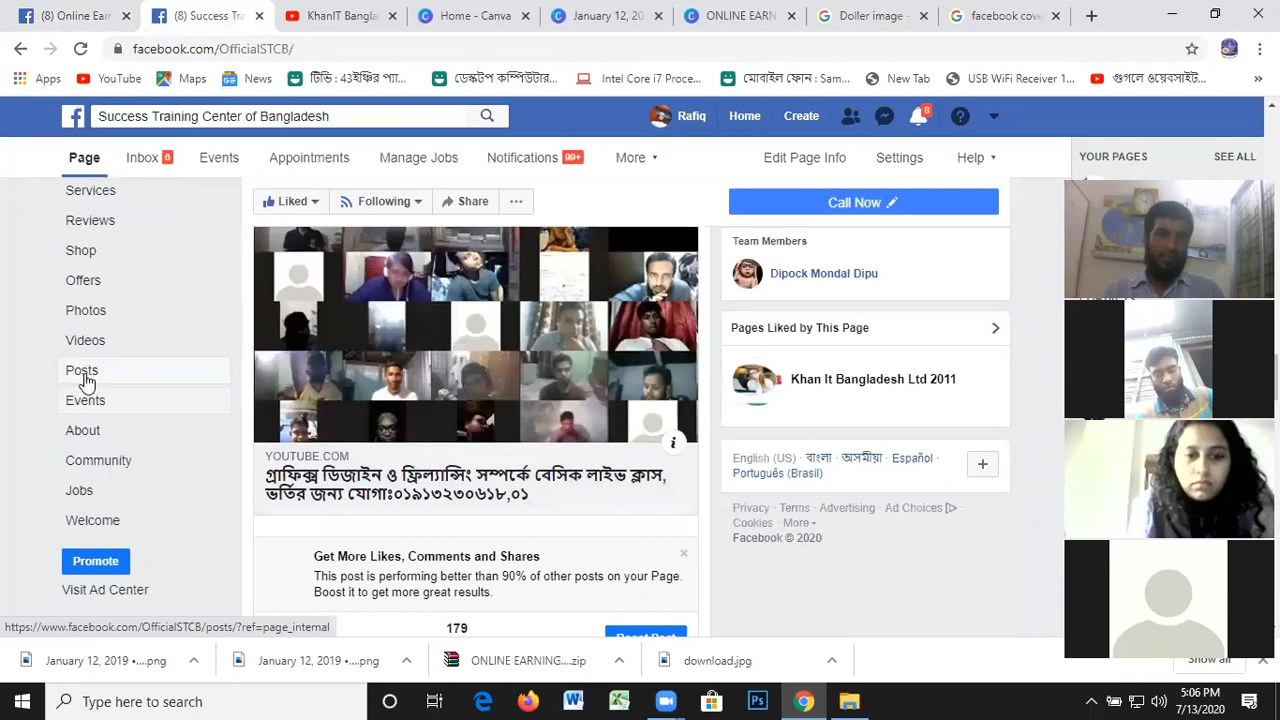 (8) Online Earn
(8) Success Tra
KhanIT Bangla
Home - Canva
January 12, 20
ONLINE EARN
Doller image -
facebook cove
facebook.com/OfficialSTCB/
Apps
YouTube
Maps
News
টিভি : 43ইঞ্চির প্যা...
ডেস্কটপ কম্পিউটার...
Intel Core i7 Proce...
মোবাইল ফোন : Sam...
New Tab
USB WiFi Receiver 1...
গুগলে ওয়েবসাইট...
»
Success Training Center of Bangladesh
Rafiq
Home
Create
8
Page
Inbox 6
Events
Appointments
Manage Jobs
Notifications 99+
More
Edit Page Info
Settings
Help
YOUR PAGES
SEE ALL
Services
Reviews
Shop
Offers
Photos
Videos
Posts
Events
About
Community
Jobs
Welcome
Promote
Visit Ad Center
Liked
Following
Share
...
Call Now
YOUTUBE.COM
গ্রাফিক্স ডিজাইন ও ফ্রিল্যান্সিং সম্পর্কে বেসিক লাইভ ক্লাস,
ভর্তির জন্য যোগাঃ০১৯১৩২৩০৬১৮,০১
Get More Likes, Comments and Shares
This post is performing better than 90% of other posts on your Page.
Boost it to get more great results.
179
Boost Post
Team Members
Dipock Mondal Dipu
Pages Liked by This Page
Khan It Bangladesh Ltd 2011
English (US) · বাংলা · অসমীয়া · Español ·
Português (Brasil)
Privacy · Terms · Advertising · Ad Choices
Cookies · More
Facebook © 2020
https://www.facebook.com/OfficialSTCB/posts/?ref=page_internal
January 12, 2019 •....png
January 12, 2019 •....png
ONLINE EARNING....zip
download.jpg
Show all
Type here to search
5:06 PM
7/13/2020